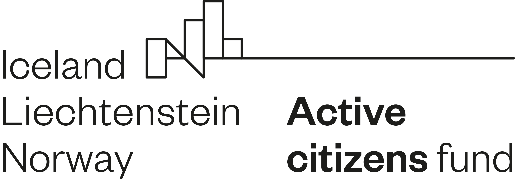 Iceland
Liechtenstein
Norway
Active
citizens fund